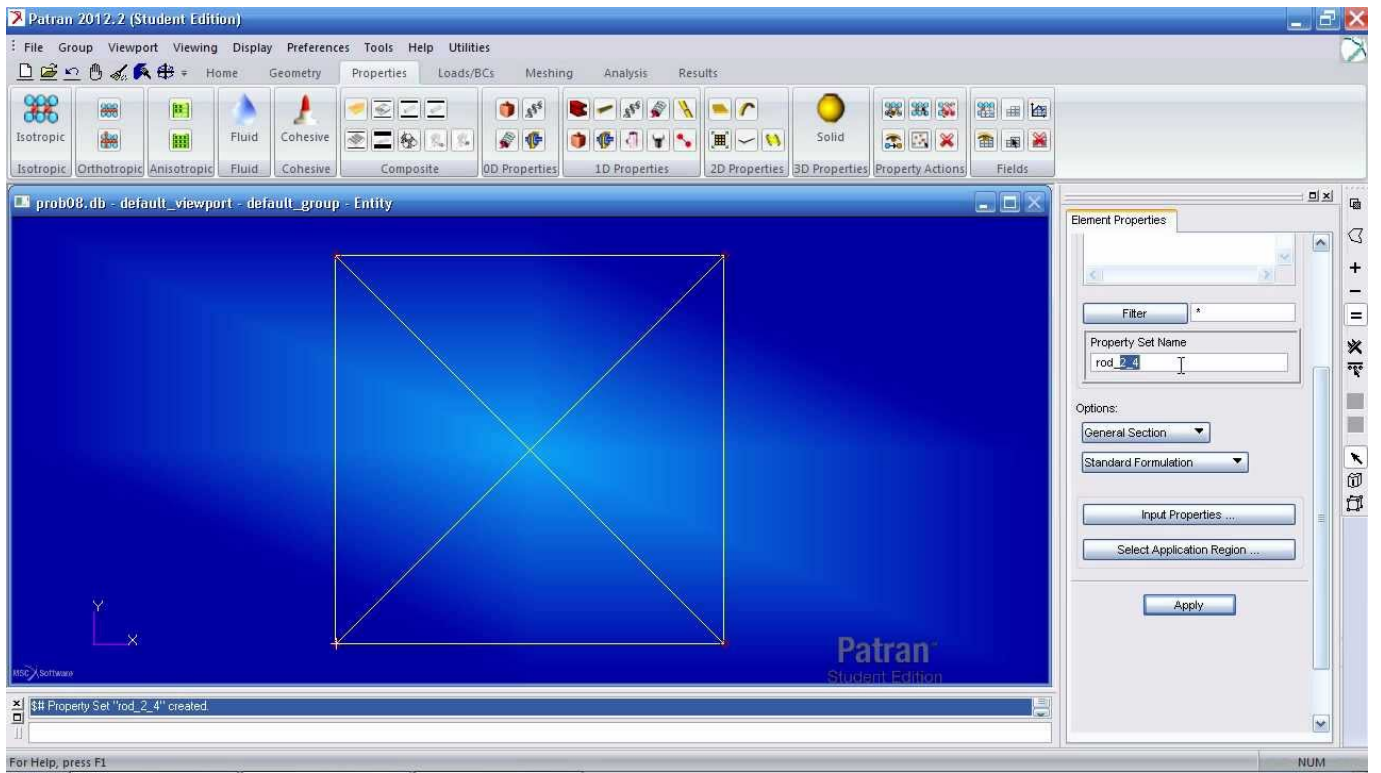 Patran 2012.2 (Student Edition)
File Group Viewport Viewing Display Preferences Tools Help Utilities
Home Geometry Properties Loads/BCs Meshing Analysis Results
Isotropic Fluid Cohesive Solid
Isotropic Orthotropic Anisotropic Fluid Cohesive Composite 0D Properties 1D Properties 2D Properties 3D Properties Property Actions Fields
prob08.db - default_viewport - default_group - Entity
Element Properties
Filter *
Property Set Name
rod_2_4
Options:
General Section
Standard Formulation
Input Properties ...
Select Application Region ...
Apply
Y
X
MSC Software
Patran
Student Edition
$# Property Set "rod_2_4" created.
For Help, press F1 NUM